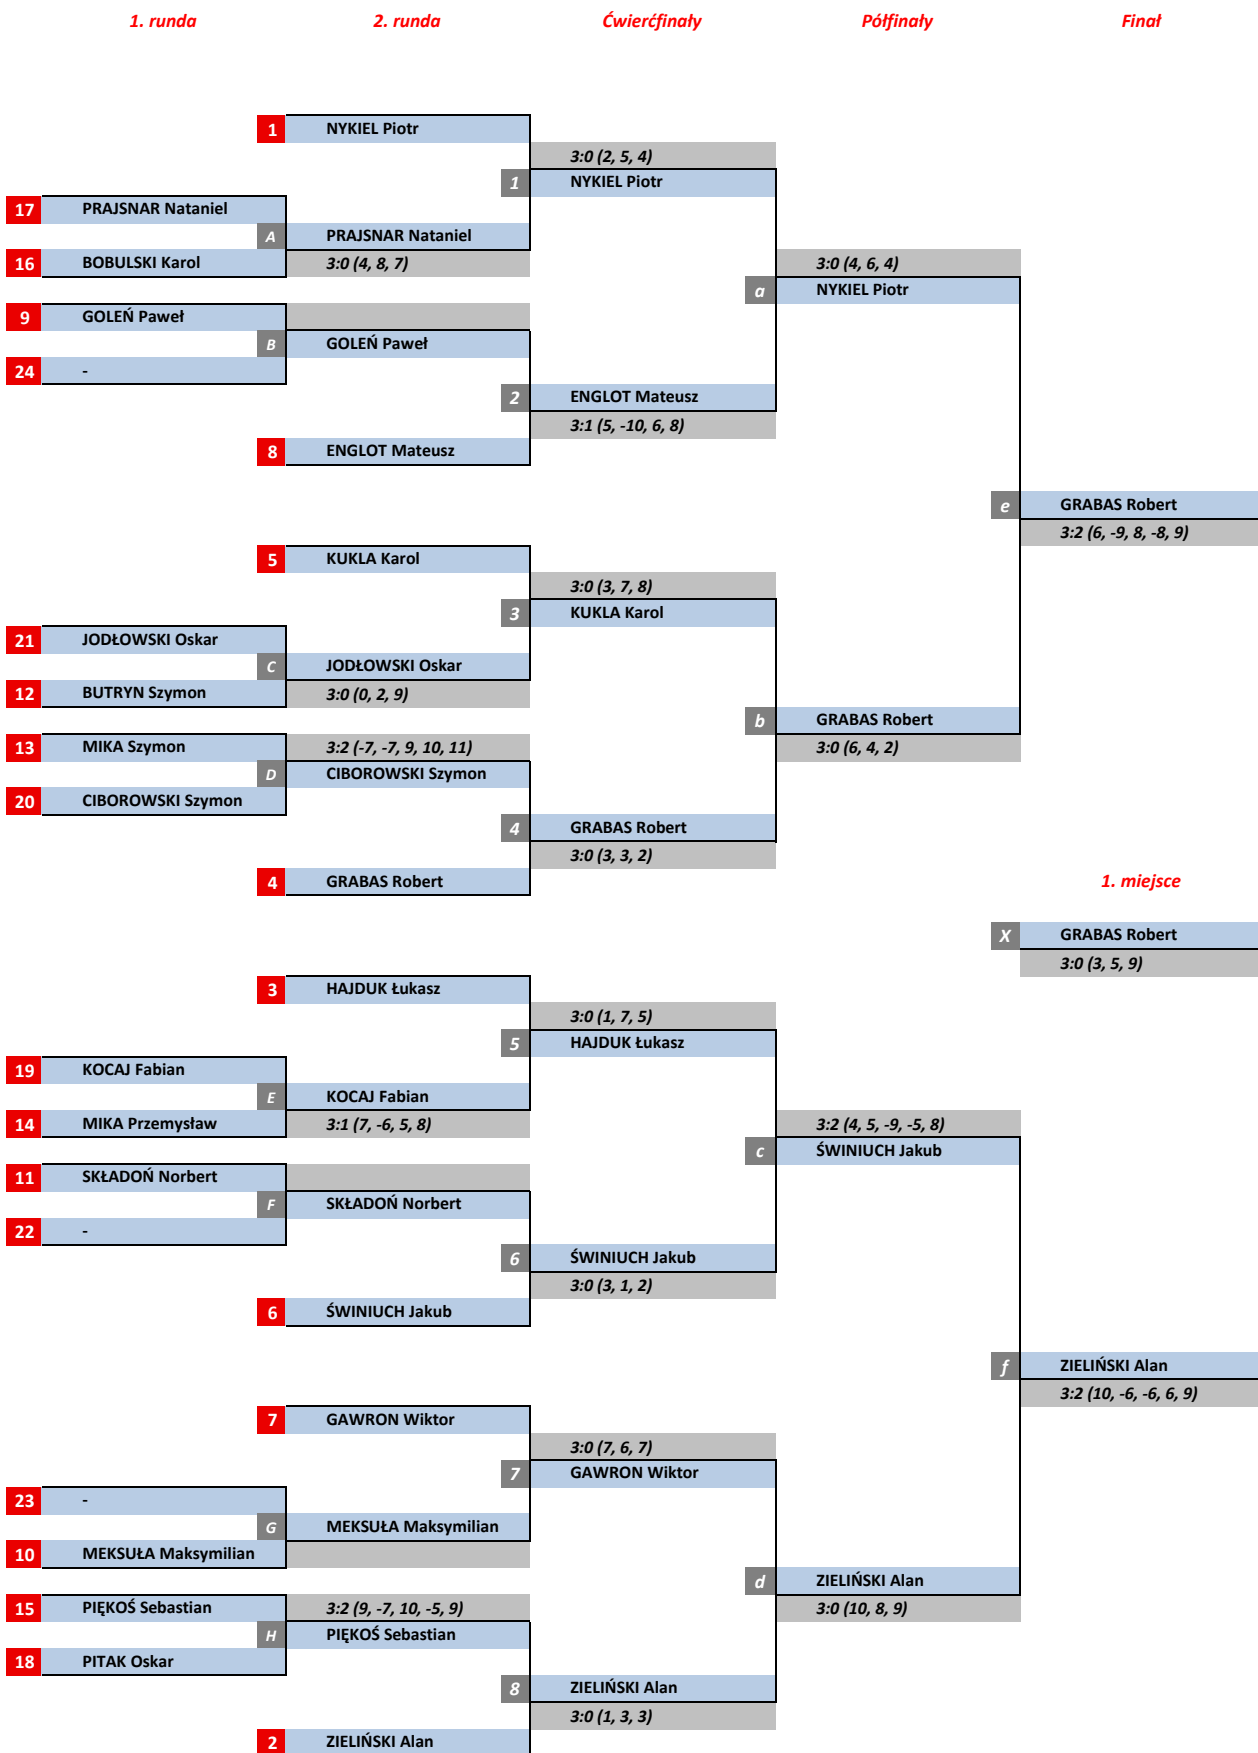 1. runda 2. runda Ćwierćfinały Półfinały Finał
1 NYKIEL Piotr
3:0 (2, 5, 4)
1 NYKIEL Piotr
17 PRAJSNAR Nataniel
A PRAJSNAR Nataniel
16 BOBULSKI Karol 3:0 (4, 8, 7) 3:0 (4, 6, 4)
a NYKIEL Piotr
9 GOLEŃ Paweł
B GOLEŃ Paweł
24 -
2 ENGLOT Mateusz
3:1 (5, -10, 6, 8)
8 ENGLOT Mateusz
e GRABAS Robert
3:2 (6, -9, 8, -8, 9)
5 KUKLA Karol
3:0 (3, 7, 8)
3 KUKLA Karol
21 JODŁOWSKI Oskar
C JODŁOWSKI Oskar
12 BUTRYN Szymon 3:0 (0, 2, 9)
b GRABAS Robert
13 MIKA Szymon 3:2 (-7, -7, 9, 10, 11) 3:0 (6, 4, 2)
D CIBOROWSKI Szymon
20 CIBOROWSKI Szymon
4 GRABAS Robert
3:0 (3, 3, 2)
4 GRABAS Robert 1. miejsce
X GRABAS Robert
3:0 (3, 5, 9)
3 HAJDUK Łukasz
3:0 (1, 7, 5)
5 HAJDUK Łukasz
19 KOCAJ Fabian
E KOCAJ Fabian
14 MIKA Przemysław 3:1 (7, -6, 5, 8) 3:2 (4, 5, -9, -5, 8)
c ŚWINIUCH Jakub
11 SKŁADOŃ Norbert
F SKŁADOŃ Norbert
22 -
6 ŚWINIUCH Jakub
3:0 (3, 1, 2)
6 ŚWINIUCH Jakub
f ZIELIŃSKI Alan
3:2 (10, -6, -6, 6, 9)
7 GAWRON Wiktor
3:0 (7, 6, 7)
7 GAWRON Wiktor
23 -
G MEKSUŁA Maksymilian
10 MEKSUŁA Maksymilian
d ZIELIŃSKI Alan
15 PIĘKOŚ Sebastian 3:2 (9, -7, 10, -5, 9) 3:0 (10, 8, 9)
H PIĘKOŚ Sebastian
18 PITAK Oskar
8 ZIELIŃSKI Alan
3:0 (1, 3, 3)
2 ZIELIŃSKI Alan